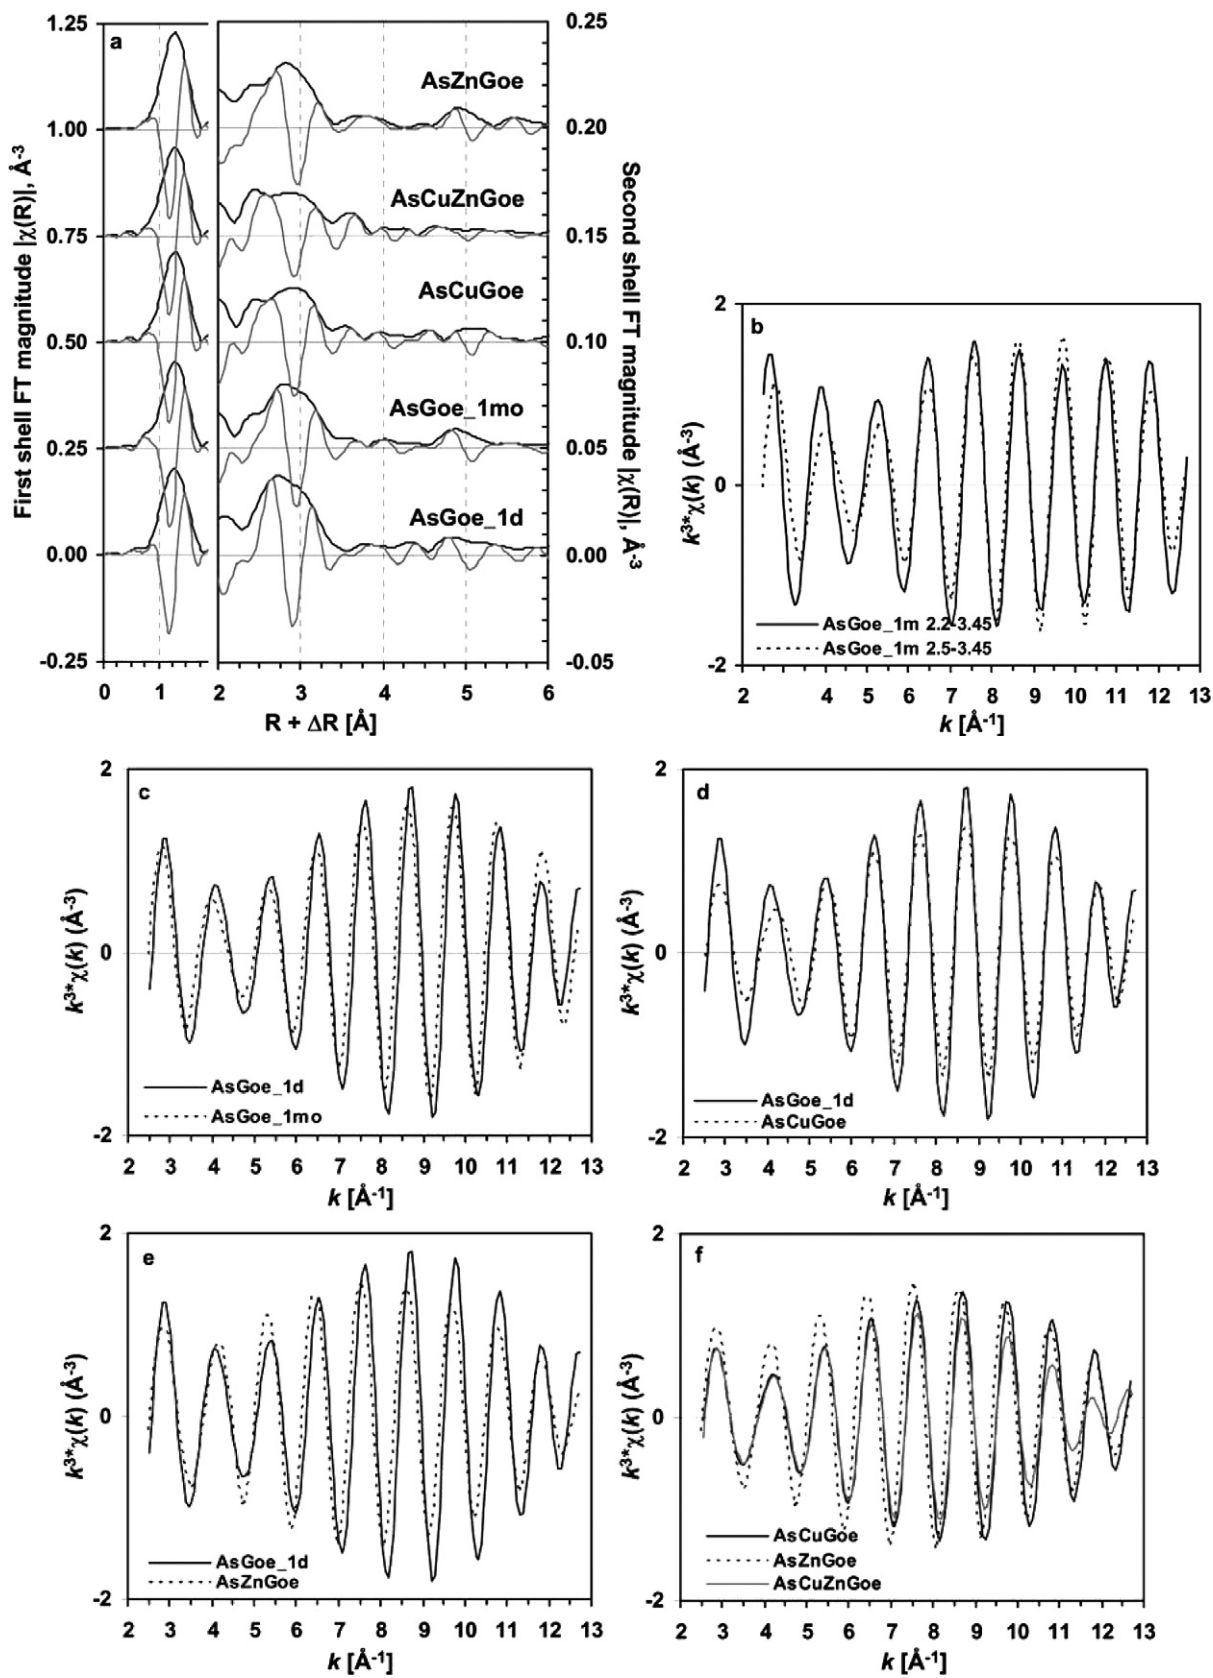 a
1.25
1.00
0.75
0.50
0.25
0.00
-0.25
First shell FT magnitude |χ(R)|, Å-3
0.25
0.20
0.15
0.10
0.05
0.00
-0.05
Second shell FT magnitude |χ(R)|, Å-3
AsZnGoe
AsCuZnGoe
AsCuGoe
AsGoe_1mo
AsGoe_1d
0 1 2 3 4 5 6
R + ΔR [Å]
b
2
0
-2
k3*χ(k) (Å-3)
AsGoe_1m 2.2-3.45
AsGoe_1m 2.5-3.45
2 3 4 5 6 7 8 9 10 11 12 13
k [Å-1]
c
2
0
-2
k3*χ(k) (Å-3)
AsGoe_1d
AsGoe_1mo
2 3 4 5 6 7 8 9 10 11 12 13
k [Å-1]
d
2
0
-2
k3*χ(k) (Å-3)
AsGoe_1d
AsCuGoe
2 3 4 5 6 7 8 9 10 11 12 13
k [Å-1]
e
2
0
-2
k3*χ(k) (Å-3)
AsGoe_1d
AsZnGoe
2 3 4 5 6 7 8 9 10 11 12 13
k [Å-1]
f
2
0
-2
k3*χ(k) (Å-3)
AsCuGoe
AsZnGoe
AsCuZnGoe
2 3 4 5 6 7 8 9 10 11 12 13
k [Å-1]